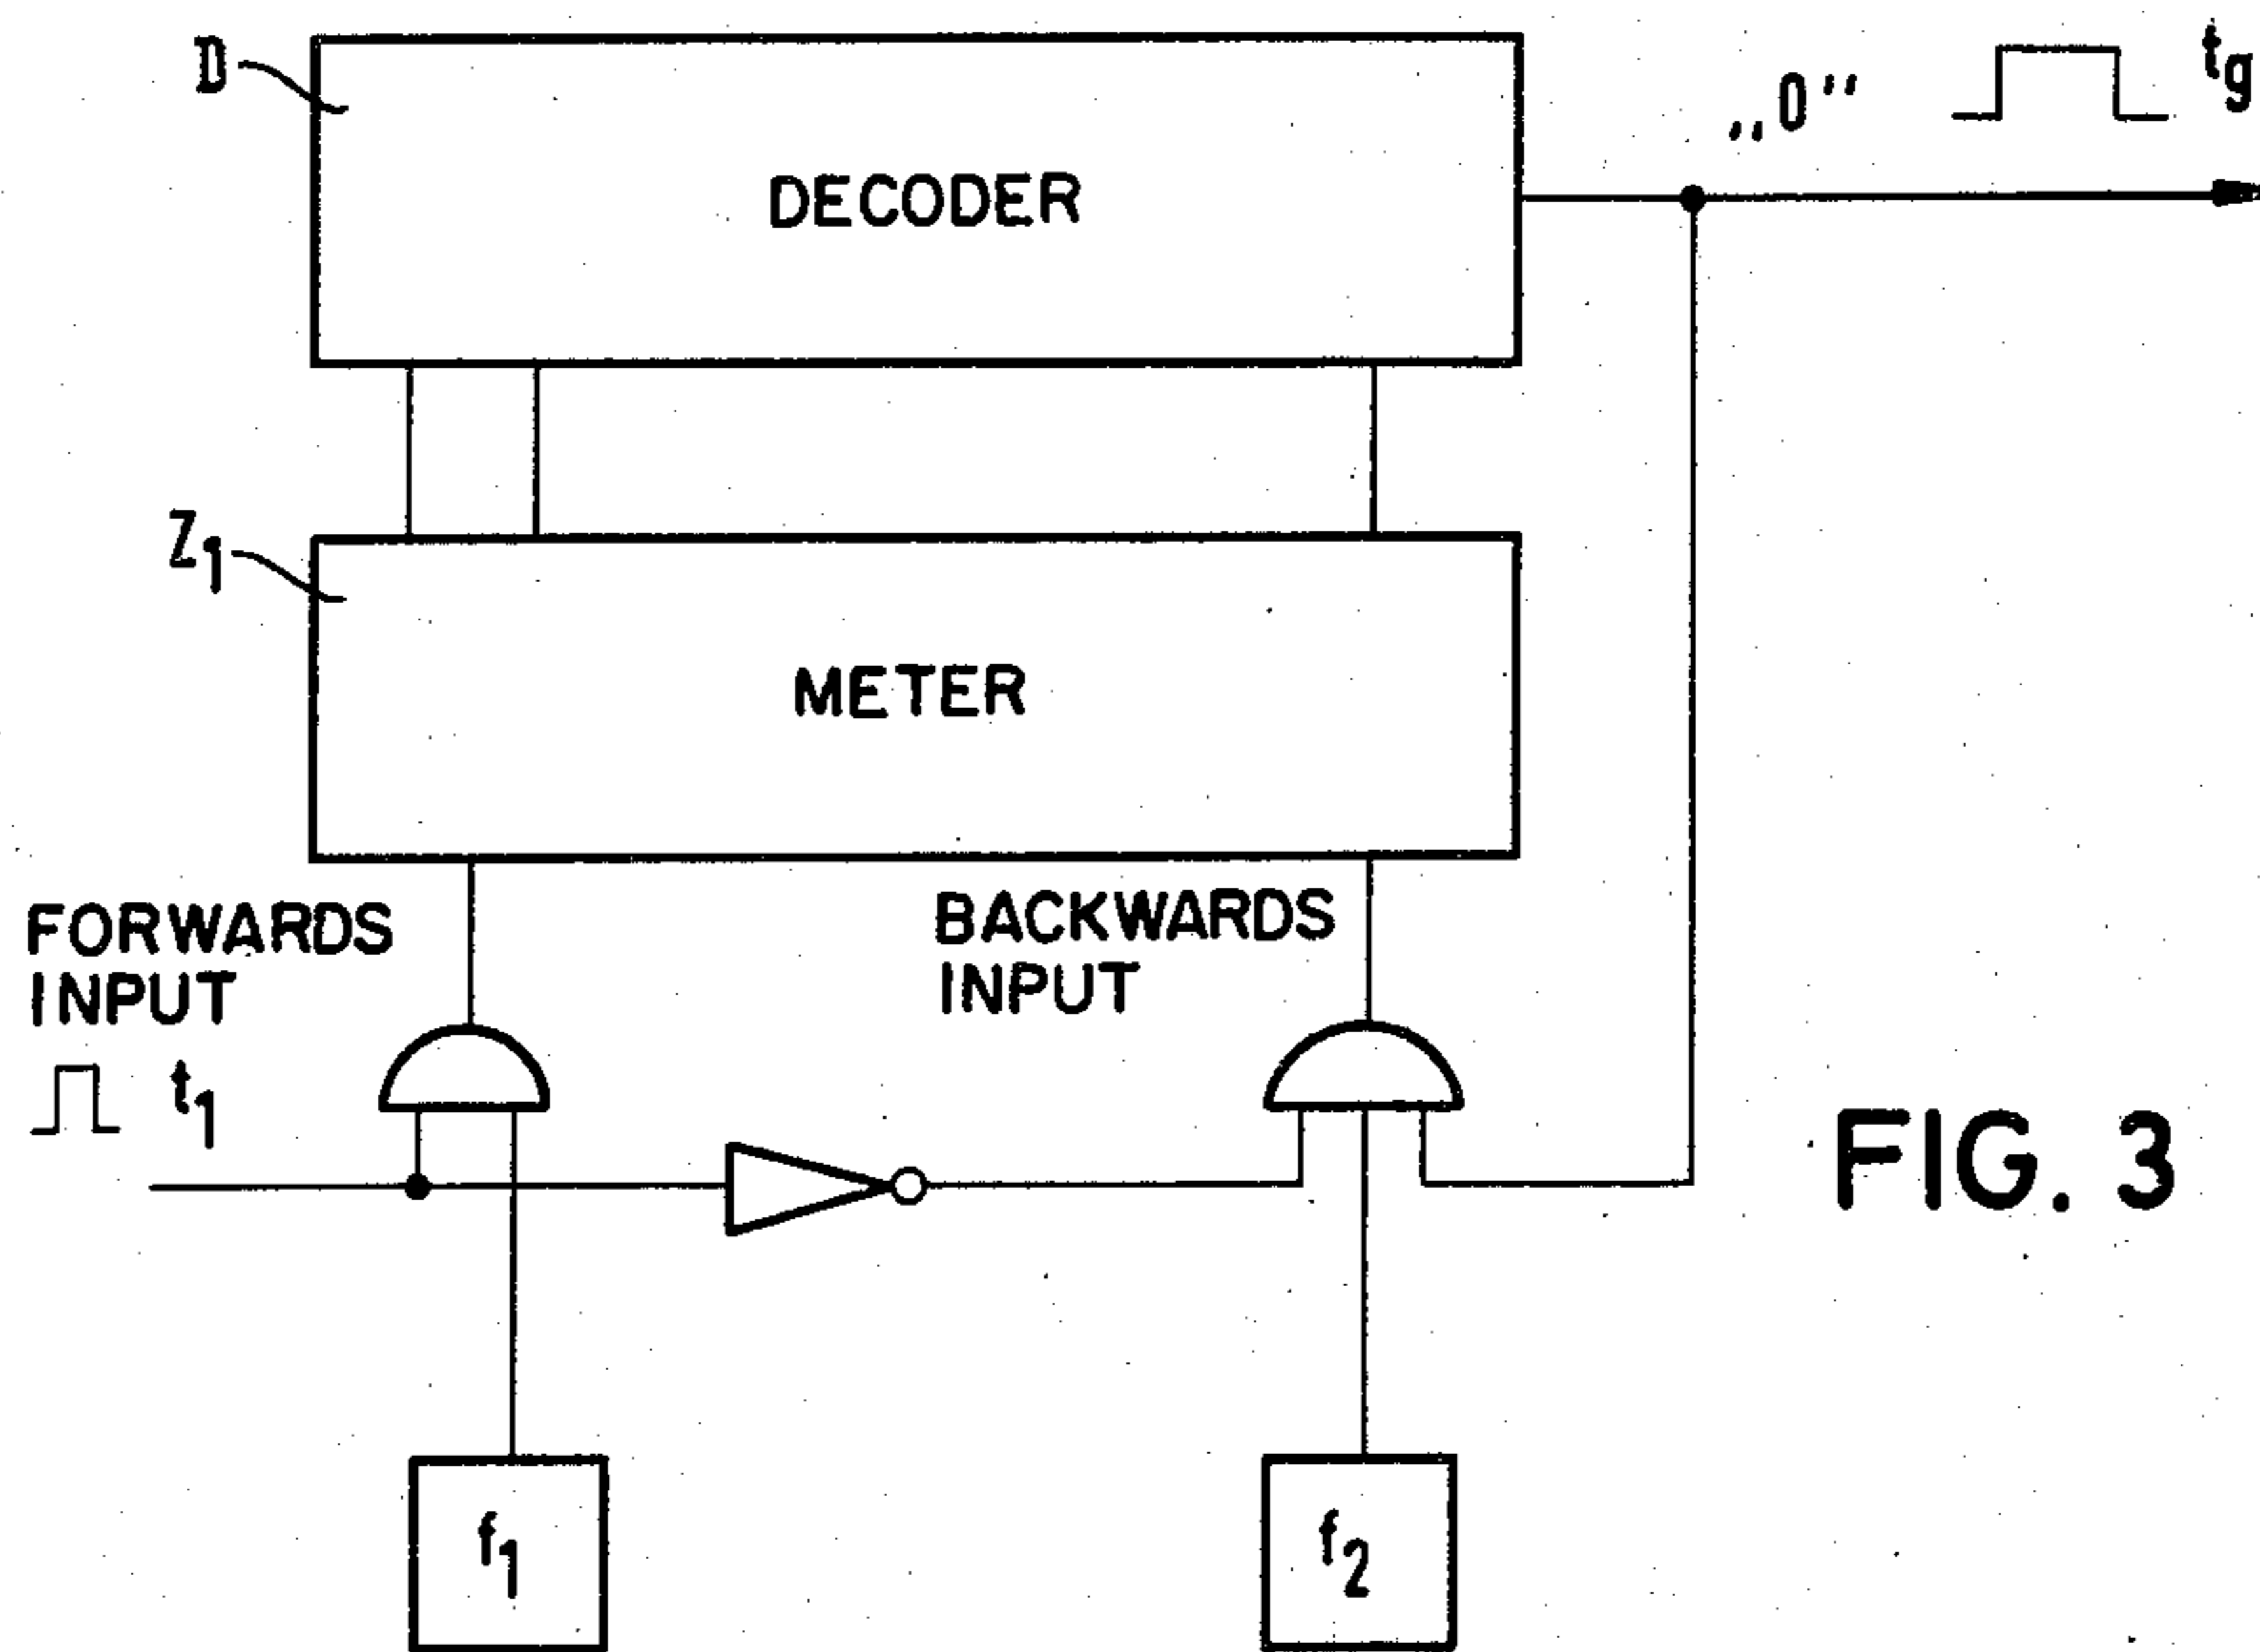 D
DECODER
„0"
tg
Z1
METER
FORWARDS
INPUT
BACKWARDS
INPUT
t1
FIG. 3
f1
f2